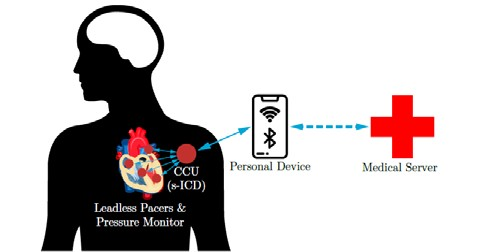 CCU
(s-ICD)
Leadless Pacers &
Pressure Monitor
Personal Device
Medical Server